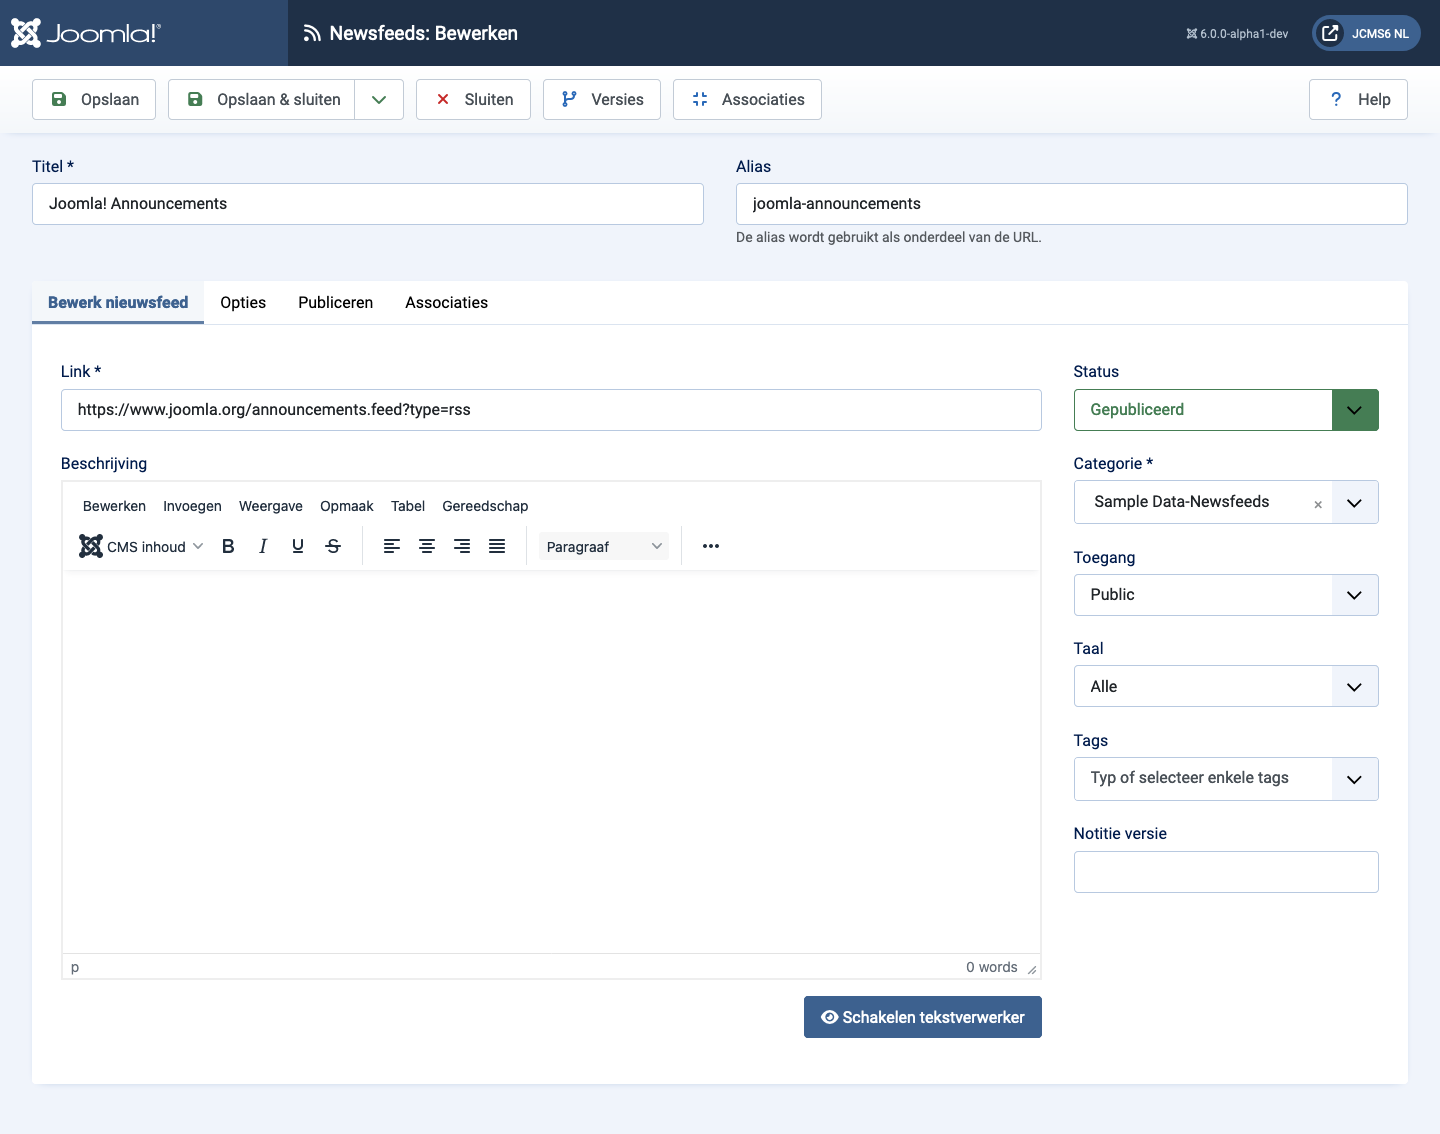 Joomla!®
Newsfeeds: Bewerken
6.0.0-alpha1-dev
JCMS6 NL
Opslaan
Opslaan & sluiten
Sluiten
Versies
Associaties
? Help
Titel *
Joomla! Announcements
Alias
joomla-announcements
De alias wordt gebruikt als onderdeel van de URL.
Bewerk nieuwsfeed
Opties
Publiceren
Associaties
Link *
https://www.joomla.org/announcements.feed?type=rss
Beschrijving
Bewerken Invoegen Weergave Opmaak Tabel Gereedschap
CMS inhoud B I U S Paragraaf
p
0 words
Schakelen tekstverwerker
Status
Gepubliceerd
Categorie *
Sample Data-Newsfeeds ×
Toegang
Public
Taal
Alle
Tags
Typ of selecteer enkele tags
Notitie versie